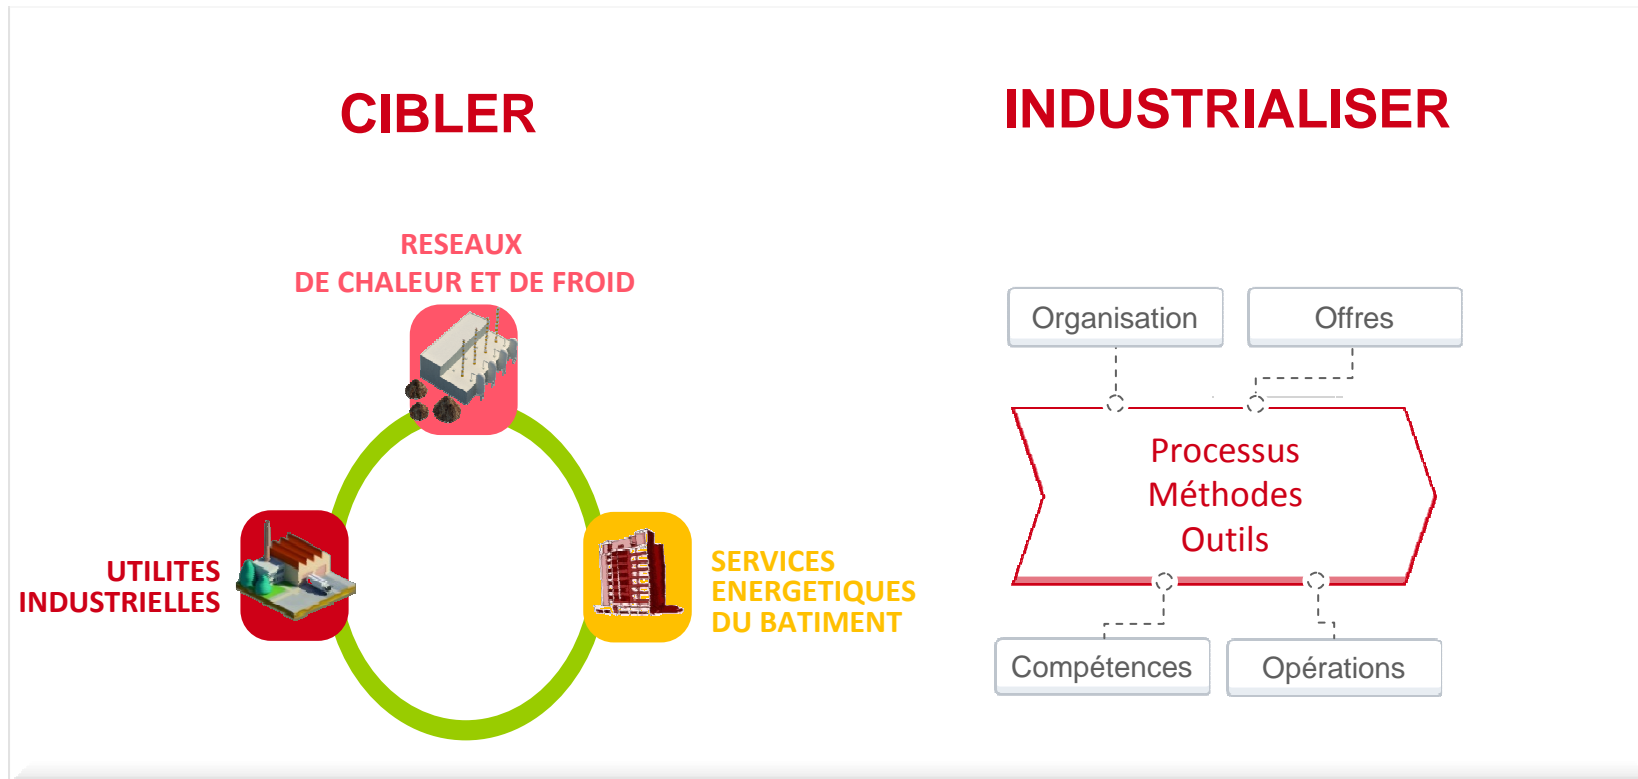 CIBLER
RESEAUX
DE CHALEUR ET DE FROID
UTILITES
INDUSTRIELLES
SERVICES
ENERGETIQUES
DU BATIMENT
INDUSTRIALISER
Organisation
Offres
Processus
Méthodes
Outils
Compétences
Opérations